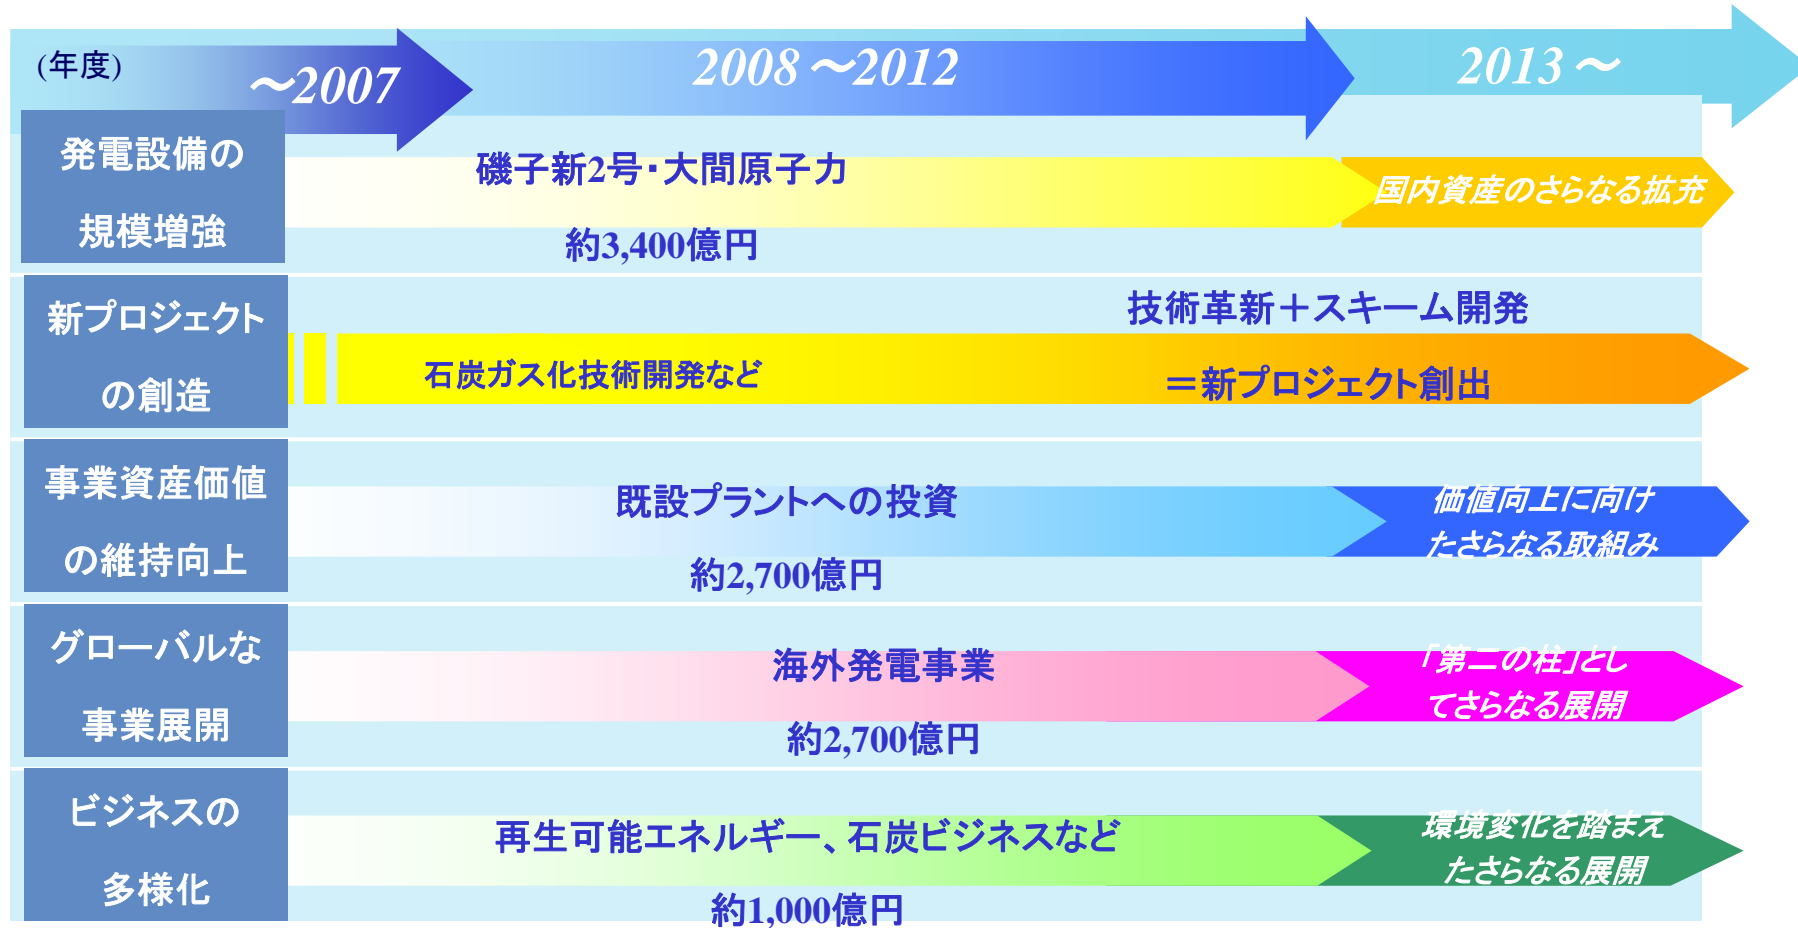 (年度)
～2007
2008～2012
2013～
発電設備の
規模増強
磯子新2号・大間原子力
約3,400億円
国内資産のさらなる拡充
新プロジェクト
の創造
石炭ガス化技術開発など
技術革新＋スキーム開発
＝新プロジェクト創出
事業資産価値
の維持向上
既設プラントへの投資
約2,700億円
価値向上に向け
たさらなる取組み
グローバルな
事業展開
海外発電事業
約2,700億円
「第二の柱」とし
てさらなる展開
ビジネスの
多様化
再生可能エネルギー、石炭ビジネスなど
約1,000億円
環境変化を踏まえ
たさらなる展開